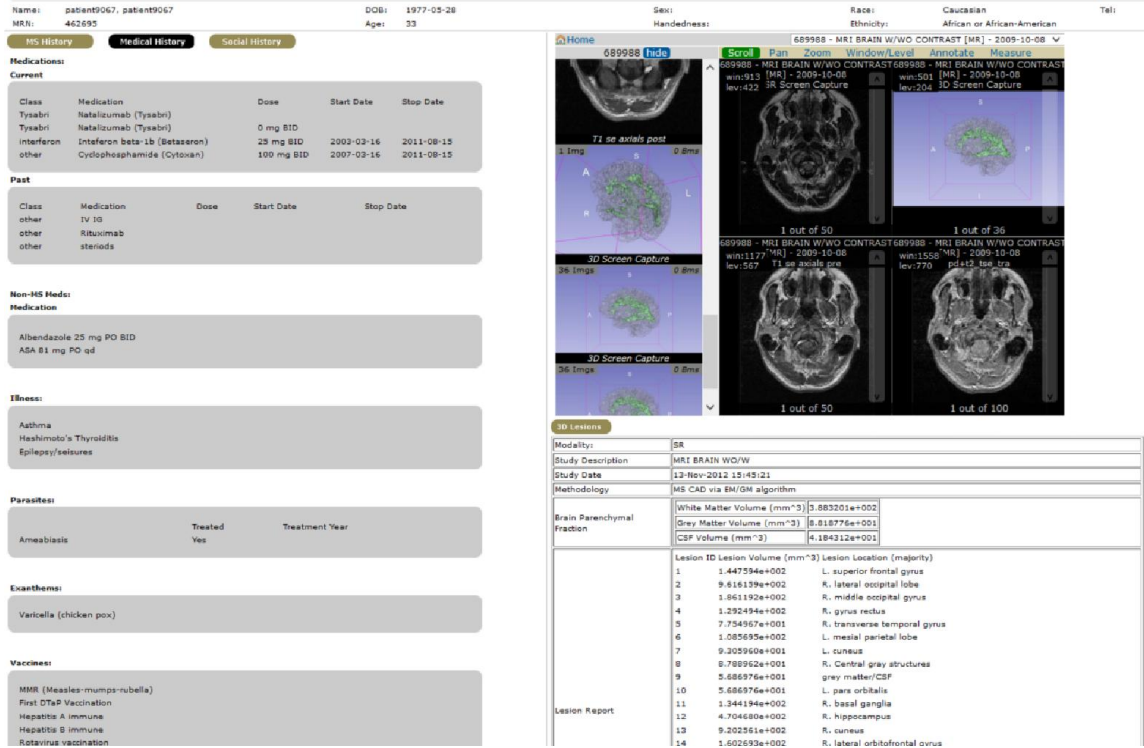 Name: patient9067, patient9067 DOB: 1977-05-28 Sex: Race: Caucasian Tel:
MRN: 462695 Age: 33 Handedness: Ethnicity: African or African-American
MS History Medical History Social History
Medications:
Current
Class Medication Dose Start Date Stop Date
Tysabri Natalizumab (Tysabri)
Tysabri Natalizumab (Tysabri) 0 mg BID
interferon Inteferon beta-1b (Betaseron) 25 mg BID 2003-03-16 2011-08-15
other Cyclophosphamide (Cytoxan) 100 mg BID 2007-03-16 2011-08-15
Past
Class Medication Dose Start Date Stop Date
other IV IG
other Rituximab
other steriods
Non-MS Meds:
Medication
Albendazole 25 mg PO BID
ASA 81 mg PO qd
Illness:
Asthma
Hashimoto's Thyroiditis
Epilepsy/seisures
Parasites:
Treated Treatment Year
Ameabiasis Yes
Exanthems:
Varicella (chicken pox)
Vaccines:
MMR (Measles-mumps-rubella)
First DTaP Vaccination
Hepatitis A immune
Hepatitis B immune
Rotavirus vaccination
Home 689988 - MRI BRAIN W/WO CONTRAST [MR] - 2009-10-08
689988 hide Scroll Pan Zoom Window/Level Annotate Measure
T1 se axials post
1 Img 0.8ms
S
A
L
R
3D Screen Capture
36 Imgs 0.8ms
S
A P
3D Screen Capture
36 Imgs 0.8ms
689988 - MRI BRAIN W/WO CONTRAST
win:913 [MR] - 2009-10-08
lev:422 SR Screen Capture
1 out of 50
689988 - MRI BRAIN W/WO CONTRAST
win:501 [MR] - 2009-10-08
lev:204 3D Screen Capture
S
A P
I
1 out of 36
689988 - MRI BRAIN W/WO CONTRAST
win:1177 [MR] - 2009-10-08
lev:567 T1 se axials pre
1 out of 50
689988 - MRI BRAIN W/WO CONTRAST
win:1558 [MR] - 2009-10-08
lev:770 pd+t2_tse_tra
1 out of 100
3D Lesions
Modality: SR
Study Description MRI BRAIN WO/W
Study Date 13-Nov-2012 15:45:21
Methodology MS CAD via EM/GM algorithm
Brain Parenchymal Fraction
White Matter Volume (mm^3) 3.883201e+002
Grey Matter Volume (mm^3) 8.818776e+001
CSF Volume (mm^3) 4.184312e+001
Lesion Report
Lesion ID Lesion Volume (mm^3) Lesion Location (majority)
1 1.447594e+002 L. superior frontal gyrus
2 9.616139e+002 R. lateral occipital lobe
3 1.861192e+002 R. middle occipital gyrus
4 1.292494e+002 R. gyrus rectus
5 7.754967e+001 R. transverse temporal gyrus
6 1.085695e+002 L. mesial parietal lobe
7 9.305960e+001 L. cuneus
8 8.788962e+001 R. Central gray structures
9 5.686976e+001 grey matter/CSF
10 5.686976e+001 L. pars orbitalis
11 1.344194e+002 R. basal ganglia
12 4.704680e+002 R. hippocampus
13 9.202561e+001 R. cuneus
14 1.602693e+002 R. lateral orbitofrontal gyrus